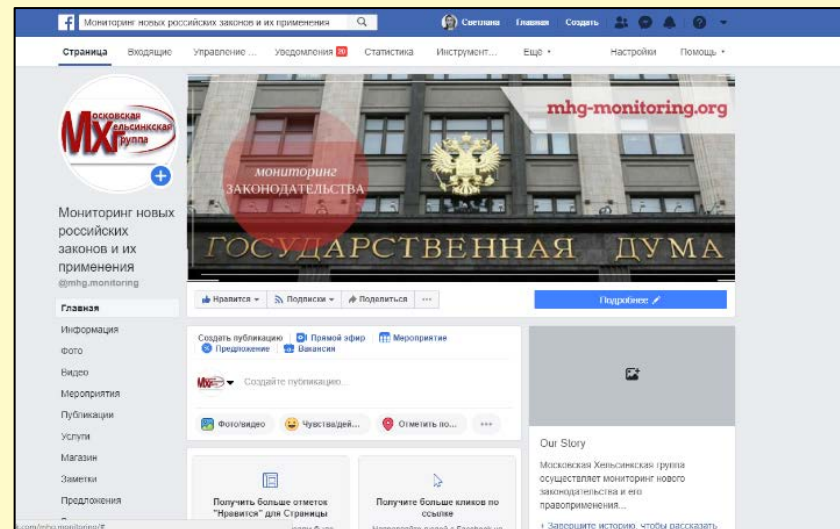 Мониторинг новых российских законов и их применения
Светлана Главная Создать
Страница Входящие Управление ... Уведомления 20 Статистика Инструмент... Ещё Настройки Помощь
Московская
Хельсинкская
Группа
МХГ
mhg-monitoring.org
мониторинг
ЗАКОНОДАТЕЛЬСТВА
ГОСУДАРСТВЕННАЯ ДУМА
Мониторинг новых
российских
законов и их
применения
@mhg.monitoring
Нравится Подписки Поделиться ...
Подробнее
Главная
Информация
Фото
Видео
Мероприятия
Публикации
Услуги
Магазин
Заметки
Предложения
Создать публикацию Прямой эфир Мероприятие
Предложение Вакансия
Создайте публикацию...
Фото/видео Чувства/дей... Отметить по... ...
Получить больше отметок
"Нравится" для Страницы
Получите больше кликов по
ссылке
Our Story
Московская Хельсинкская группа
осуществляет мониторинг нового
законодательства и его
правоприменения...
+ Завершите историю, чтобы рассказать